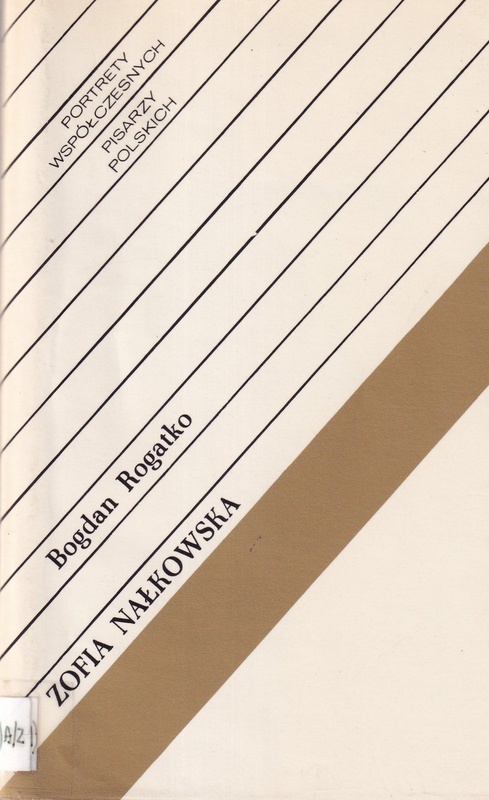 PORTRETY
WSPÓŁCZESNYCH
PISARZY
POLSKICH
Bogdan Rogatko
ZOFIA NAŁKOWSKA